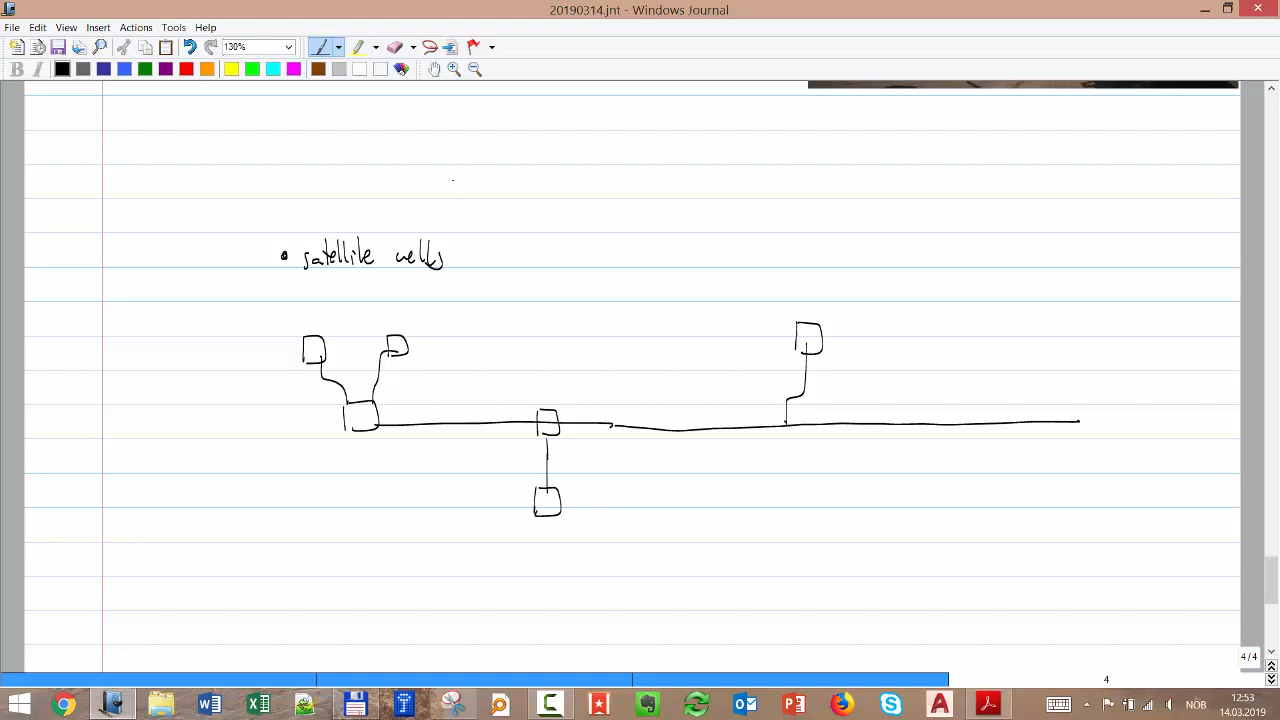 20190314.jnt - Windows Journal
File Edit View Insert Actions Tools Help
130%
B I
• satellite wells
4 / 4
4
12:53
NOB
14.03.2019